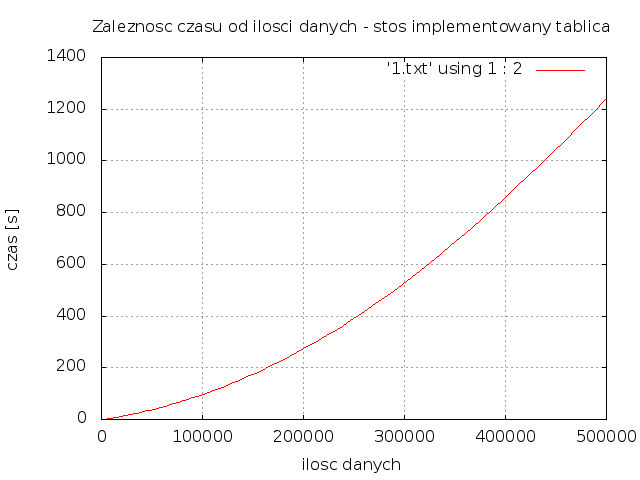 Zaleznosc czasu od ilosci danych - stos implementowany tablica
1400
'1.txt' using 1 : 2
1200
1000
800
czas [s]
600
400
200
0
0 100000 200000 300000 400000 500000
ilosc danych